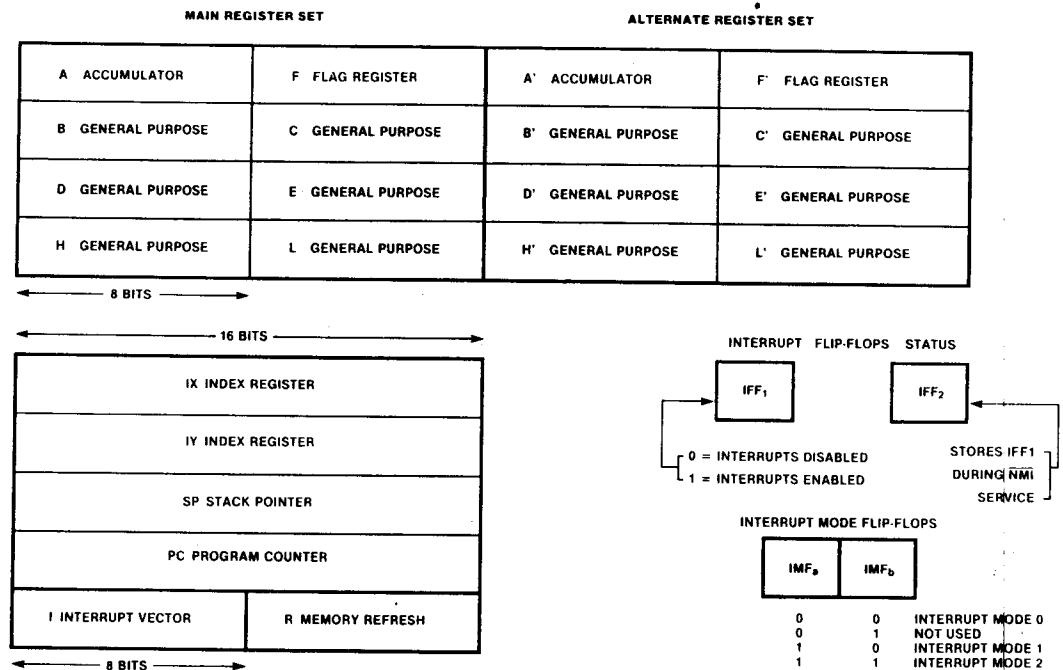 MAIN REGISTER SET
ALTERNATE REGISTER SET
A ACCUMULATOR
F FLAG REGISTER
A' ACCUMULATOR
F' FLAG REGISTER
B GENERAL PURPOSE
C GENERAL PURPOSE
B' GENERAL PURPOSE
C' GENERAL PURPOSE
D GENERAL PURPOSE
E GENERAL PURPOSE
D' GENERAL PURPOSE
E' GENERAL PURPOSE
H GENERAL PURPOSE
L GENERAL PURPOSE
H' GENERAL PURPOSE
L' GENERAL PURPOSE
8 BITS
16 BITS
IX INDEX REGISTER
IY INDEX REGISTER
SP STACK POINTER
PC PROGRAM COUNTER
I INTERRUPT VECTOR
R MEMORY REFRESH
8 BITS
INTERRUPT FLIP-FLOPS STATUS
IFF₁
IFF₂
0 = INTERRUPTS DISABLED
1 = INTERRUPTS ENABLED
STORES IFF1
DURING N̅M̅I̅
SERVICE
INTERRUPT MODE FLIP-FLOPS
IMFₐ
IMF_b
0 0 INTERRUPT MODE 0
0 1 NOT USED
1 0 INTERRUPT MODE 1
1 1 INTERRUPT MODE 2